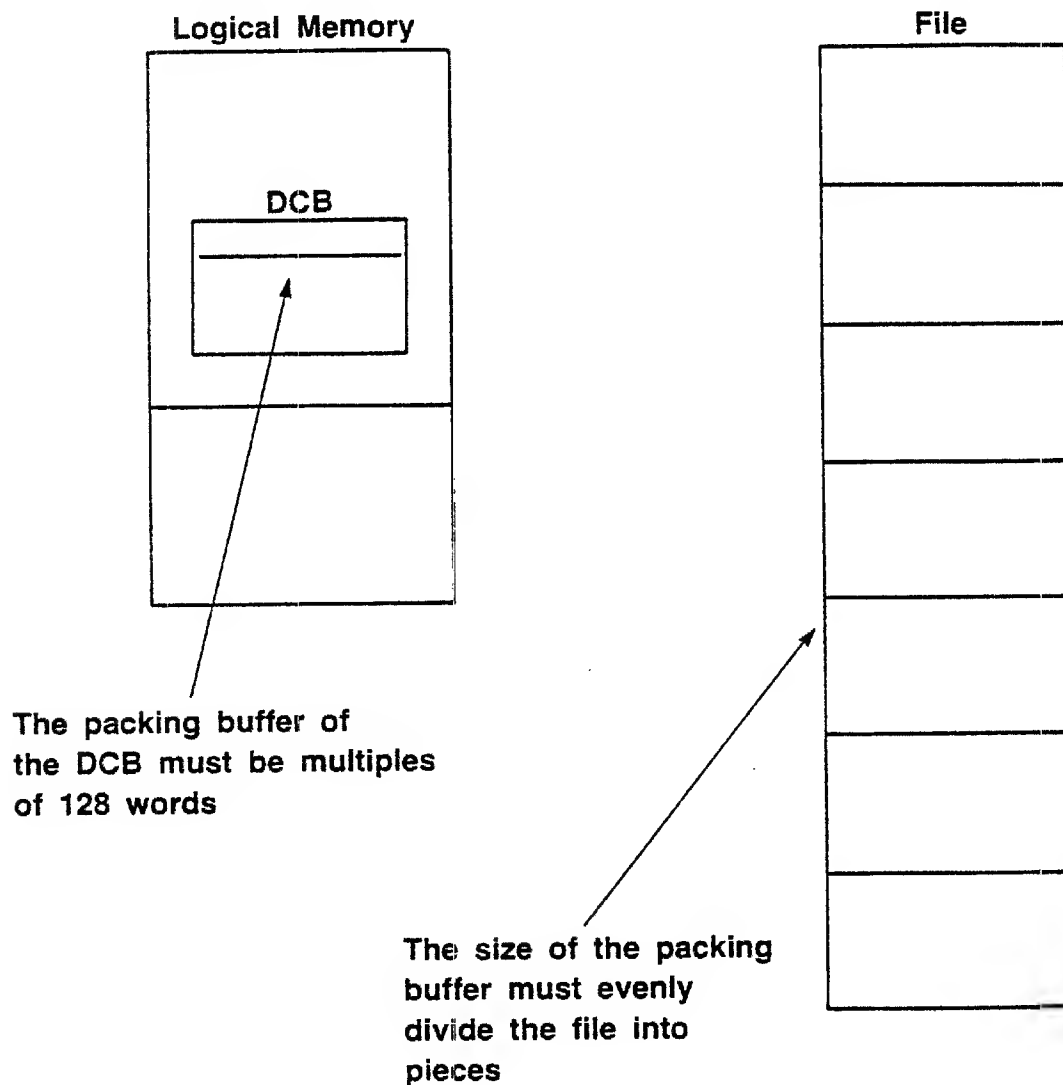 Logical Memory
File
DCB
The packing buffer of
the DCB must be multiples
of 128 words
The size of the packing
buffer must evenly
divide the file into
pieces